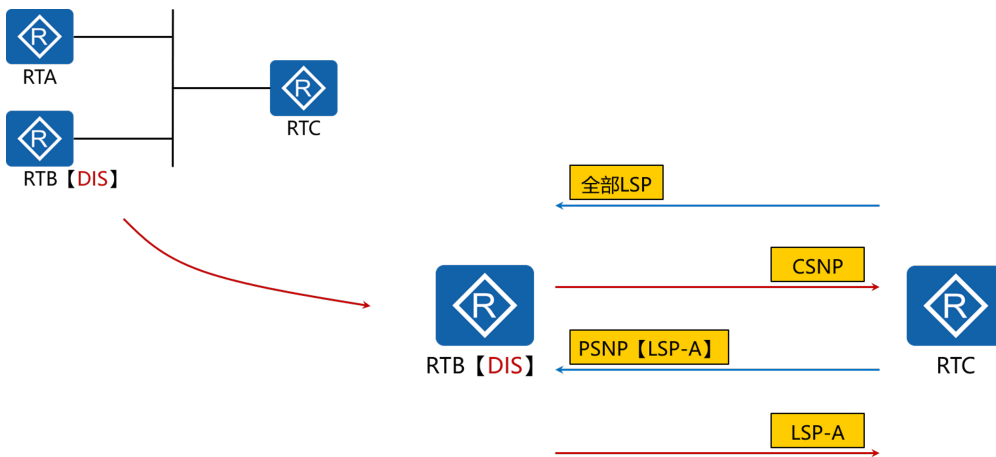 R
RTA
R
RTC
R
RTB【DIS】
全部LSP
CSNP
R
RTB【DIS】
R
RTC
PSNP【LSP-A】
LSP-A